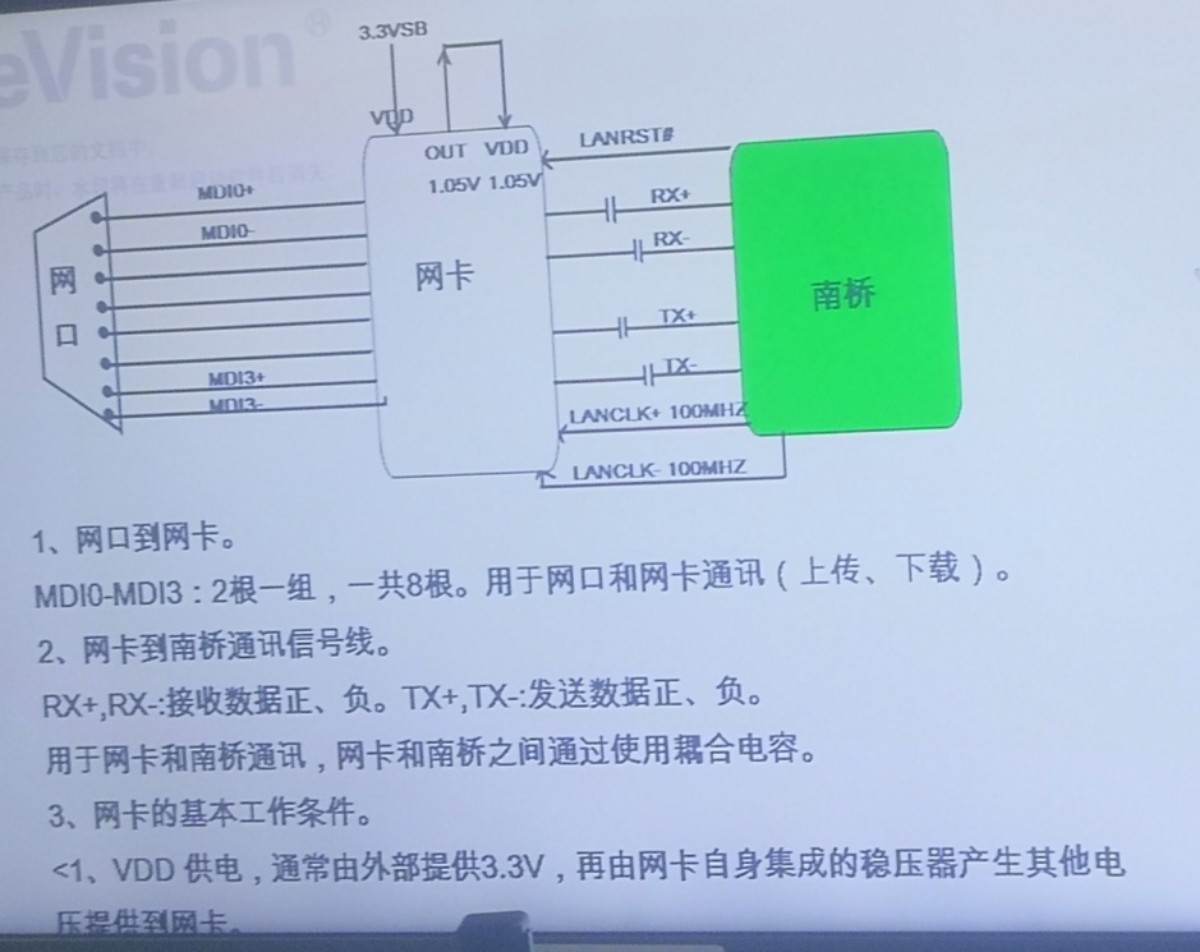 eVision®
3.3VSB
VDD
OUT VDD
1.05V 1.05V
LANRST#
MDI0+
RX+
MDI0-
RX-
网卡
南桥
网口
TX+
TX-
MDI3+
MDI3-
LANCLK+ 100MHZ
LANCLK- 100MHZ
1、网口到网卡。
MDI0-MDI3：2根一组，一共8根。用于网口和网卡通讯（上传、下载）。
2、网卡到南桥通讯信号线。
RX+,RX-:接收数据正、负。TX+,TX-:发送数据正、负。
用于网卡和南桥通讯，网卡和南桥之间通过使用耦合电容。
3、网卡的基本工作条件。
<1、VDD 供电，通常由外部提供3.3V，再由网卡自身集成的稳压器产生其他电
压提供到网卡。